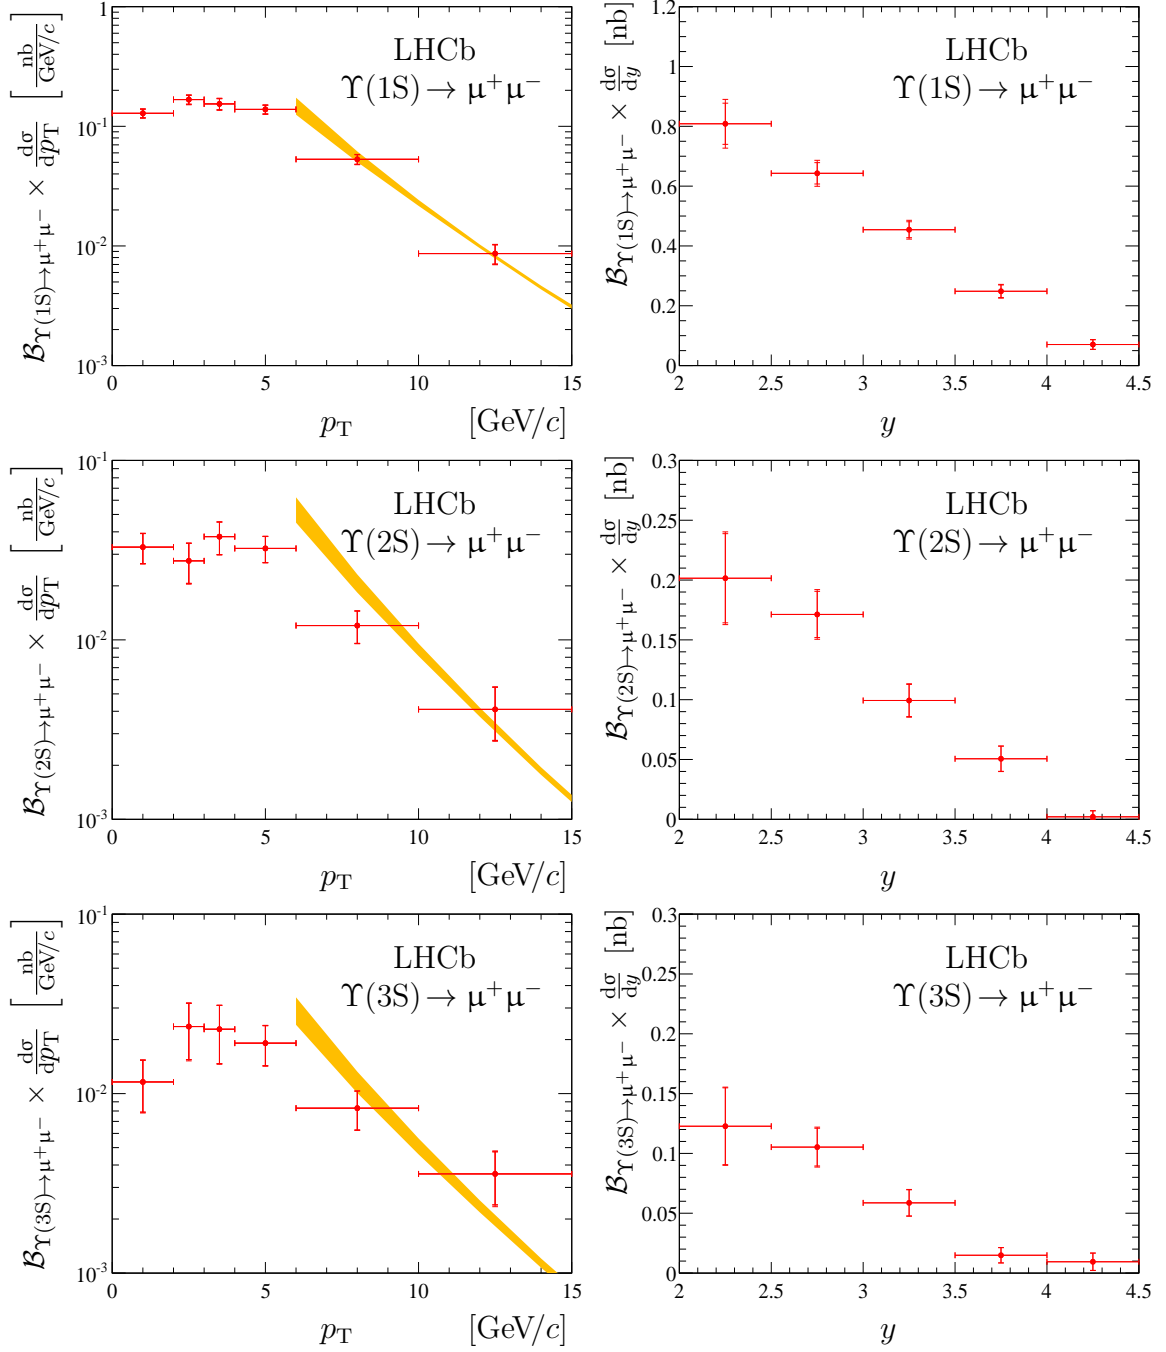 B_Υ(1S)→μ⁺μ⁻ × dσ/dp_T [nb/GeV/c]
1
10⁻¹
10⁻²
10⁻³
LHCb
Υ(1S)→ μ⁺μ⁻
0 5 10 15
p_T [GeV/c]
B_Υ(1S)→μ⁺μ⁻ × dσ/dy [nb]
1.2
1
0.8
0.6
0.4
0.2
0
LHCb
Υ(1S)→ μ⁺μ⁻
2 2.5 3 3.5 4 4.5
y
B_Υ(2S)→μ⁺μ⁻ × dσ/dp_T [nb/GeV/c]
10⁻¹
10⁻²
10⁻³
LHCb
Υ(2S)→ μ⁺μ⁻
0 5 10 15
p_T [GeV/c]
B_Υ(2S)→μ⁺μ⁻ × dσ/dy [nb]
0.3
0.25
0.2
0.15
0.1
0.05
0
LHCb
Υ(2S)→ μ⁺μ⁻
2 2.5 3 3.5 4 4.5
y
B_Υ(3S)→μ⁺μ⁻ × dσ/dp_T [nb/GeV/c]
10⁻¹
10⁻²
10⁻³
LHCb
Υ(3S)→ μ⁺μ⁻
0 5 10 15
p_T [GeV/c]
B_Υ(3S)→μ⁺μ⁻ × dσ/dy [nb]
0.3
0.25
0.2
0.15
0.1
0.05
0
LHCb
Υ(3S)→ μ⁺μ⁻
2 2.5 3 3.5 4 4.5
y